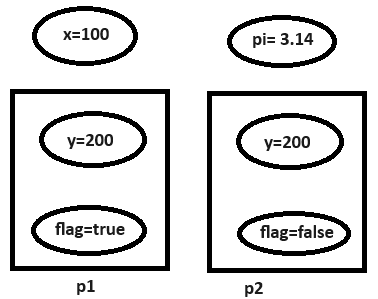 x=100
pi= 3.14
y=200
y=200
flag=true
flag=false
p1
p2